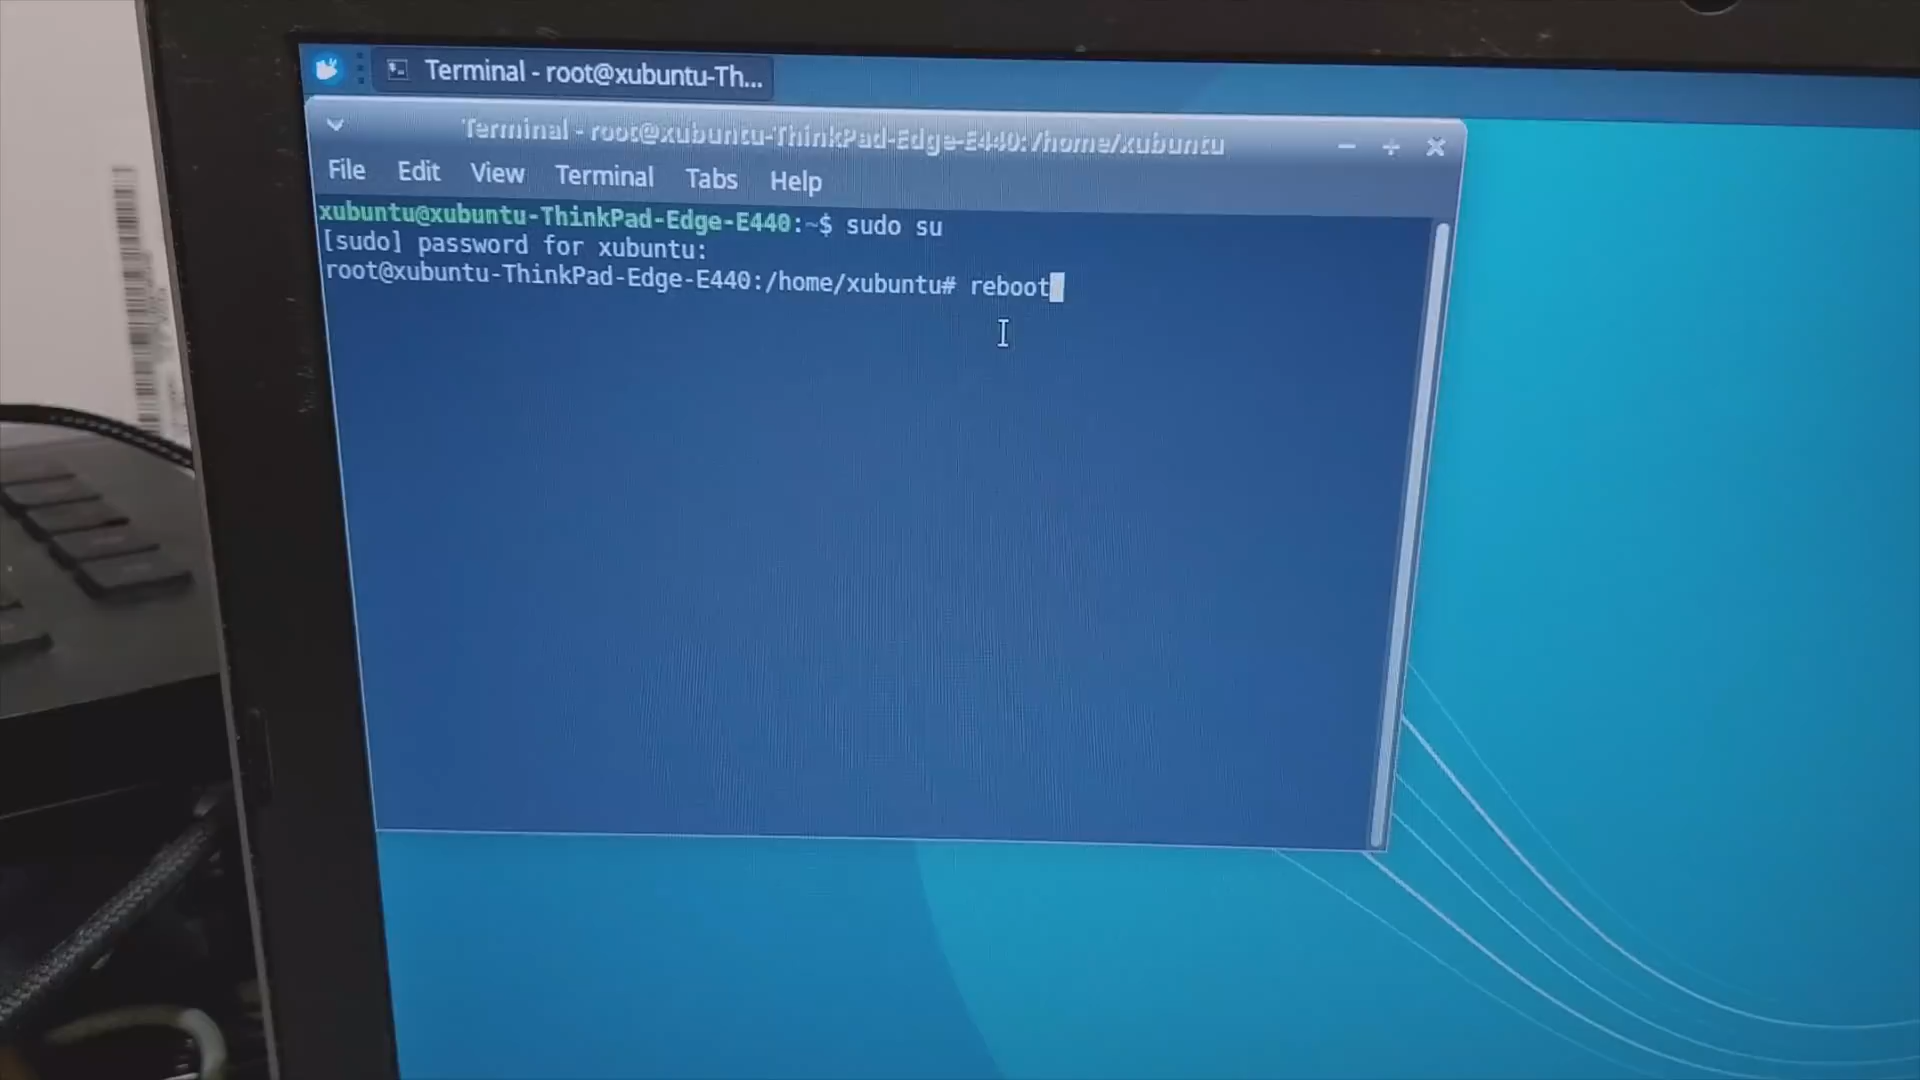 Terminal - root@xubuntu-Th...
Terminal - root@xubuntu-ThinkPad-Edge-E440:/home/xubuntu
File Edit View Terminal Tabs Help
xubuntu@xubuntu-ThinkPad-Edge-E440:~$ sudo su
[sudo] password for xubuntu:
root@xubuntu-ThinkPad-Edge-E440:/home/xubuntu# reboot